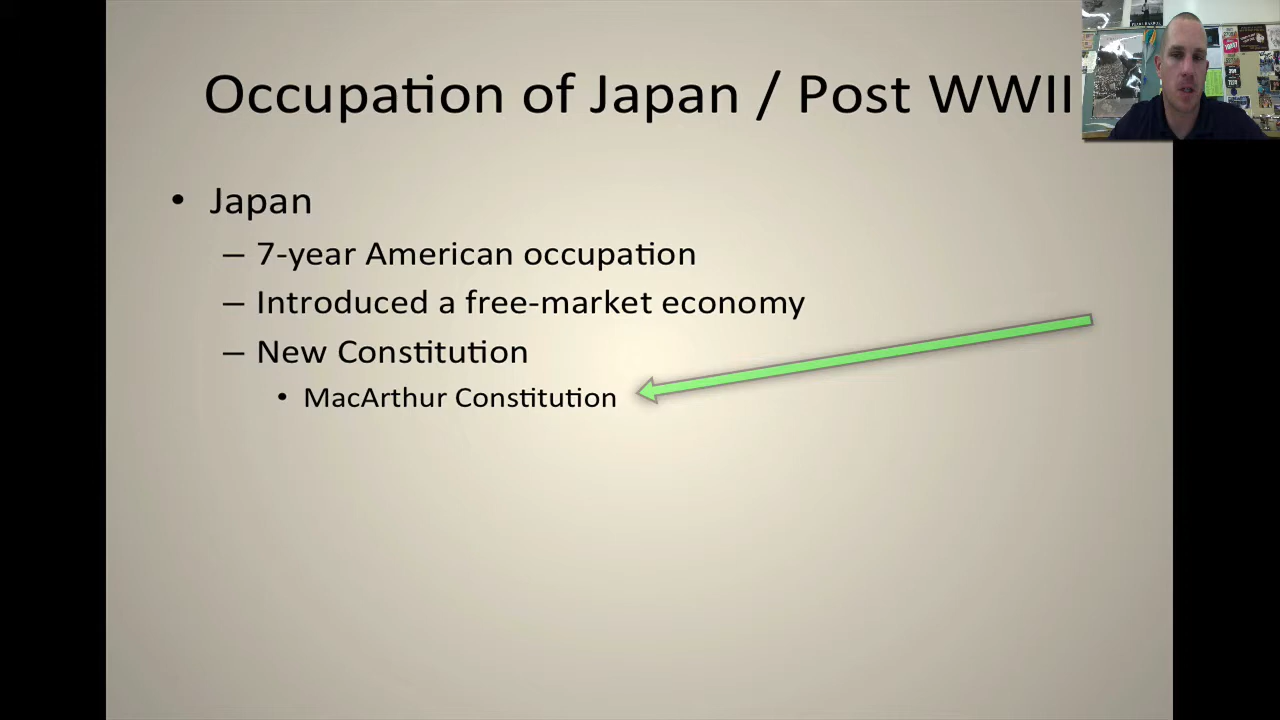 Occupation of Japan / Post WWII
• Japan
– 7-year American occupation
– Introduced a free-market economy
– New Constitution
• MacArthur Constitution